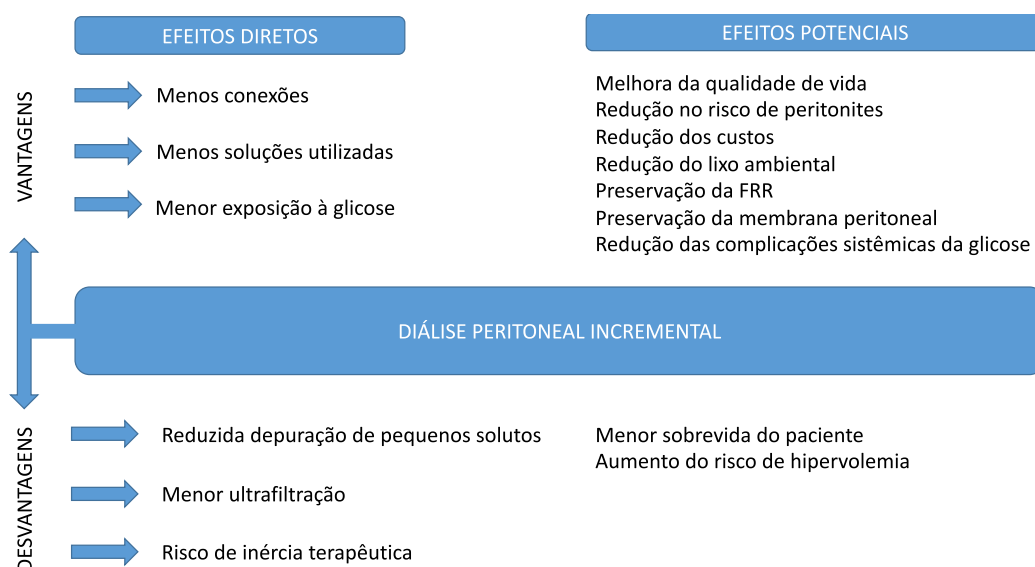 EFEITOS DIRETOS
EFEITOS POTENCIAIS
VANTAGENS
Menos conexões
Menos soluções utilizadas
Menor exposição à glicose
Melhora da qualidade de vida
Redução no risco de peritonites
Redução dos custos
Redução do lixo ambiental
Preservação da FRR
Preservação da membrana peritoneal
Redução das complicações sistêmicas da glicose
DIÁLISE PERITONEAL INCREMENTAL
DESVANTAGENS
Reduzida depuração de pequenos solutos
Menor ultrafiltração
Risco de inércia terapêutica
Menor sobrevida do paciente
Aumento do risco de hipervolemia